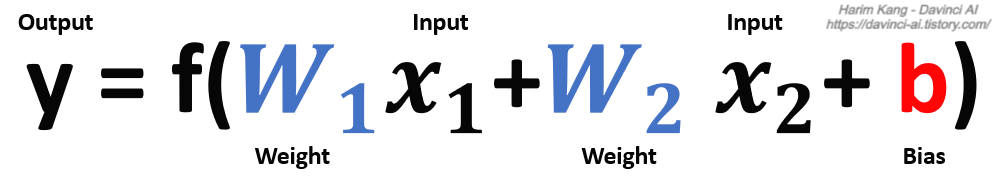 Output Input Input Harim Kang - Davinci AI
https://davinci-ai.tistory.com/
y = f(W₁x₁+W₂ x₂+ b)
Weight Weight Bias